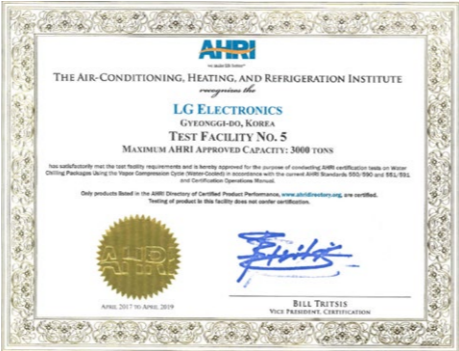 AHRI
THE AIR-CONDITIONING, HEATING, AND REFRIGERATION INSTITUTE
recognizes the
LG ELECTRONICS
GYEONGGI-DO, KOREA
TEST FACILITY NO. 5
MAXIMUM AHRI APPROVED CAPACITY: 3000 TONS
has satisfactorily met the test facility requirements and is hereby approved for the purpose of conducting AHRI certification tests on Water
Chilling Packages Using the Vapor Compression Cycle (Water-Cooled) in accordance with the current AHRI Standards 550/590 and 551/591
and Certification Operations Manual.
Only products listed in the AHRI Directory of Certified Product Performance, www.ahridirectory.org, are certified.
Testing of product in this facility does not confer certification.
AHRI
APRIL 2017 TO APRIL 2019
BILL TRITSIS
VICE PRESIDENT, CERTIFICATION